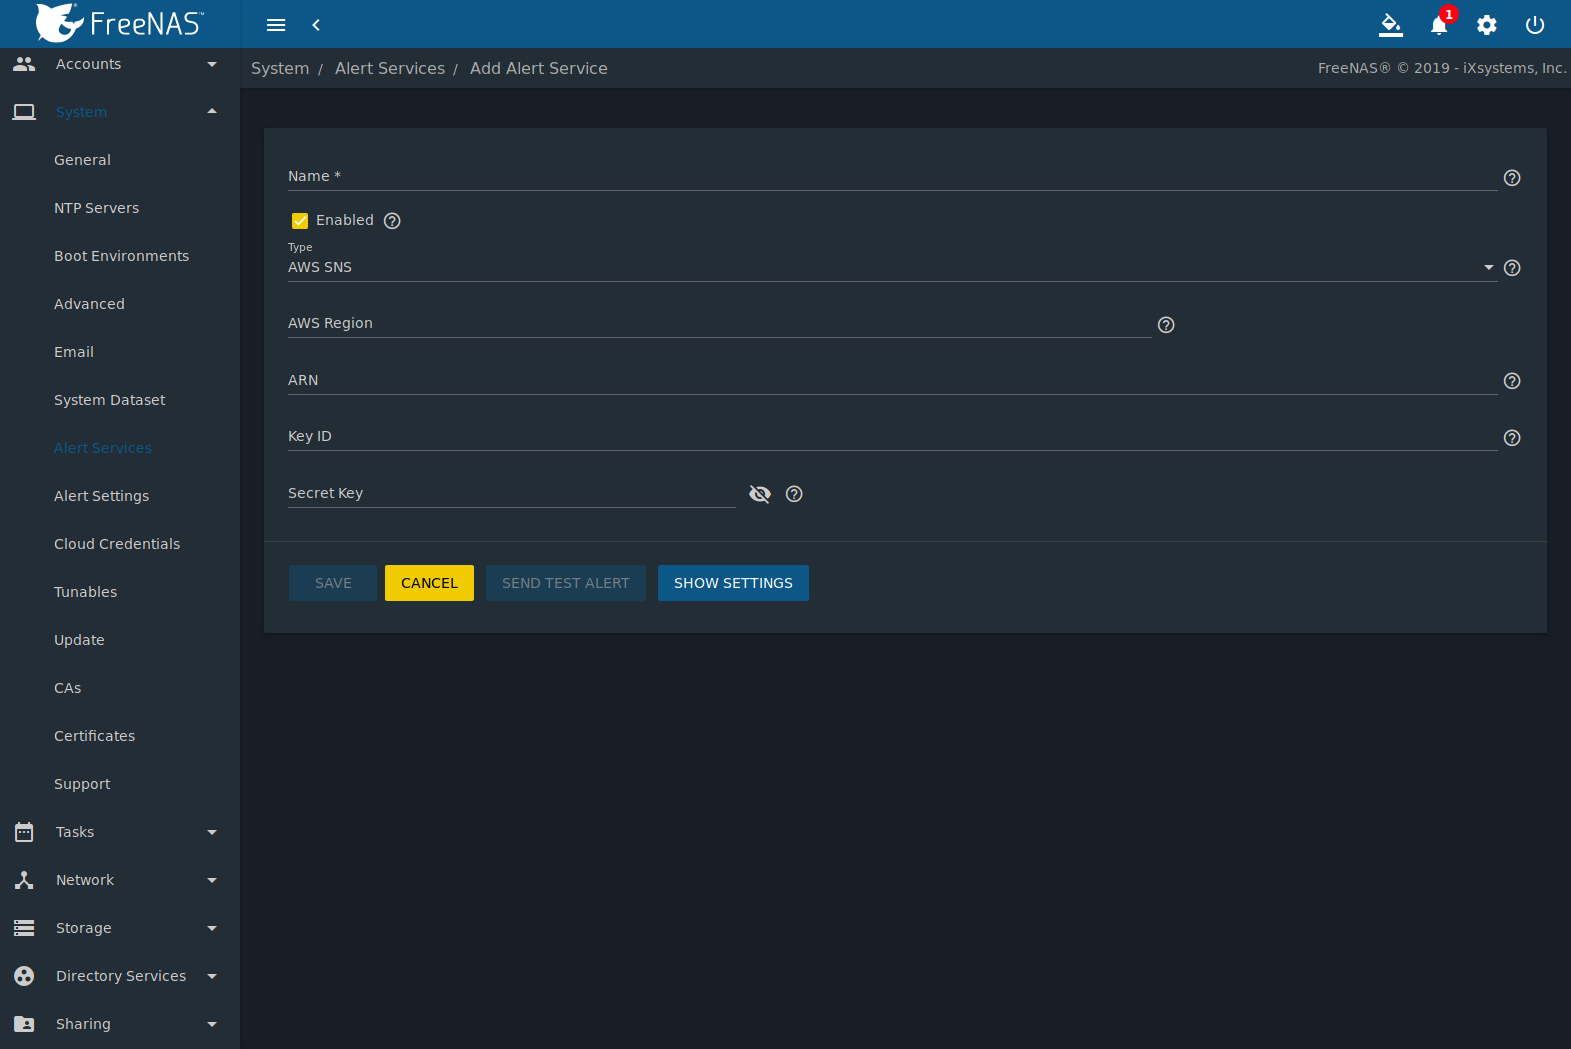 FreeNAS™
1
Accounts
System
General
NTP Servers
Boot Environments
Advanced
Email
System Dataset
Alert Services
Alert Settings
Cloud Credentials
Tunables
Update
CAs
Certificates
Support
Tasks
Network
Storage
Directory Services
Sharing
System / Alert Services / Add Alert Service
FreeNAS® © 2019 - iXsystems, Inc.
Name *
Enabled
Type
AWS SNS
AWS Region
ARN
Key ID
Secret Key
SAVE CANCEL SEND TEST ALERT SHOW SETTINGS